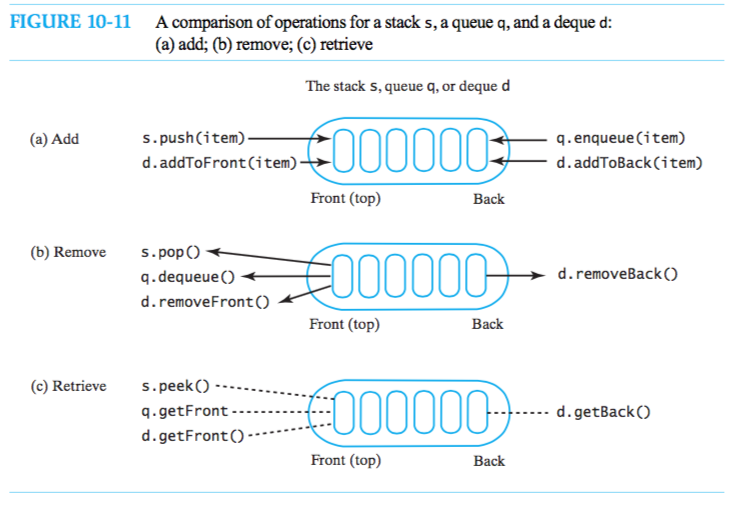 FIGURE 10-11 A comparison of operations for a stack s, a queue q, and a deque d:
(a) add; (b) remove; (c) retrieve
The stack s, queue q, or deque d
(a) Add s.push(item) q.enqueue(item)
d.addToFront(item) d.addToBack(item)
Front (top) Back
(b) Remove s.pop()
q.dequeue() d.removeBack()
d.removeFront()
Front (top) Back
(c) Retrieve s.peek()
q.getFront d.getBack()
d.getFront()
Front (top) Back